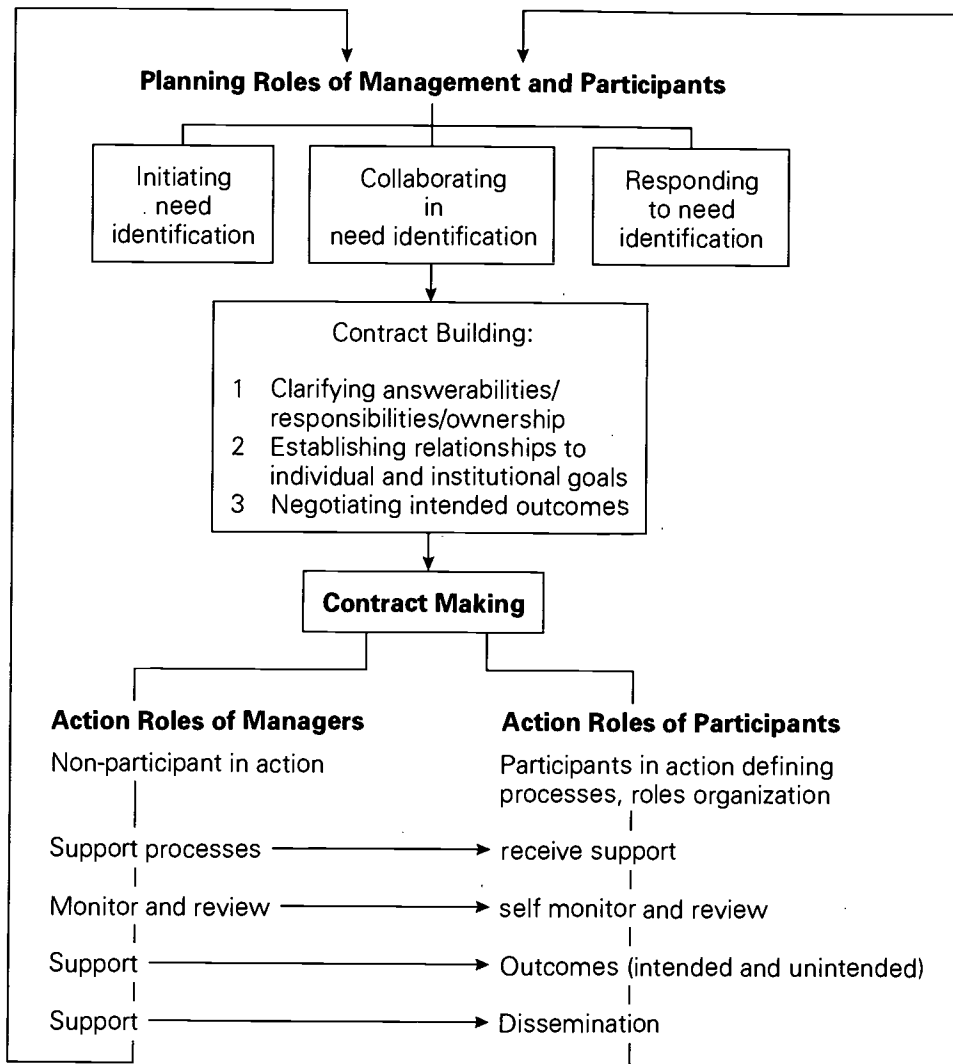 Planning Roles of Management and Participants
Initiating
need
identification
Collaborating
in
need identification
Responding
to need
identification
Contract Building:
1 Clarifying answerabilities/
responsibilities/ownership
2 Establishing relationships to
individual and institutional goals
3 Negotiating intended outcomes
Contract Making
Action Roles of Managers
Non-participant in action
Support processes
Monitor and review
Support
Support
Action Roles of Participants
Participants in action defining
processes, roles organization
receive support
self monitor and review
Outcomes (intended and unintended)
Dissemination